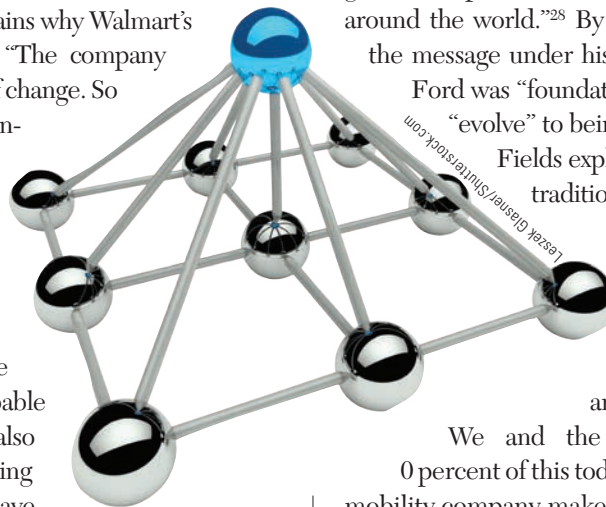 ains why Walmart’s
“The company
f change. So
n-
e
pable
also
ing
ave
around the world.”²⁸ By
the message under his
Ford was “foundat
“evolve” to bein
Fields expl
traditio
Leszek Glasner/Shutterstock.com
We and the
0 percent of this tod
mobility company make